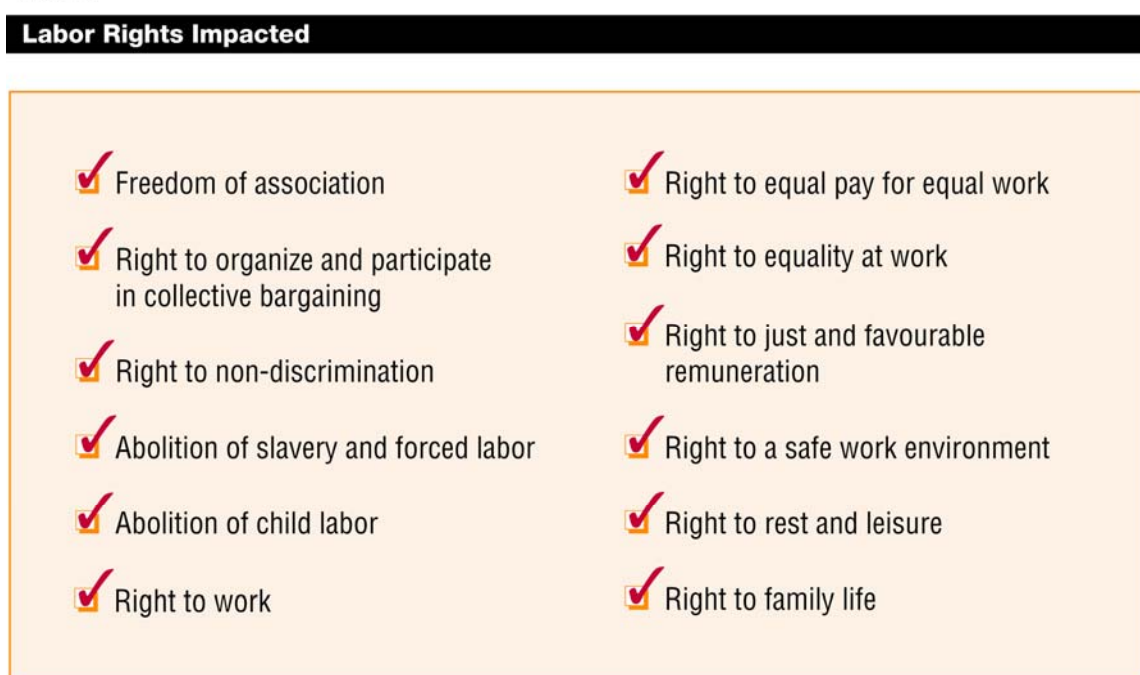 Labor Rights Impacted
Freedom of association
Right to organize and participate
in collective bargaining
Right to non-discrimination
Abolition of slavery and forced labor
Abolition of child labor
Right to work
Right to equal pay for equal work
Right to equality at work
Right to just and favourable
remuneration
Right to a safe work environment
Right to rest and leisure
Right to family life